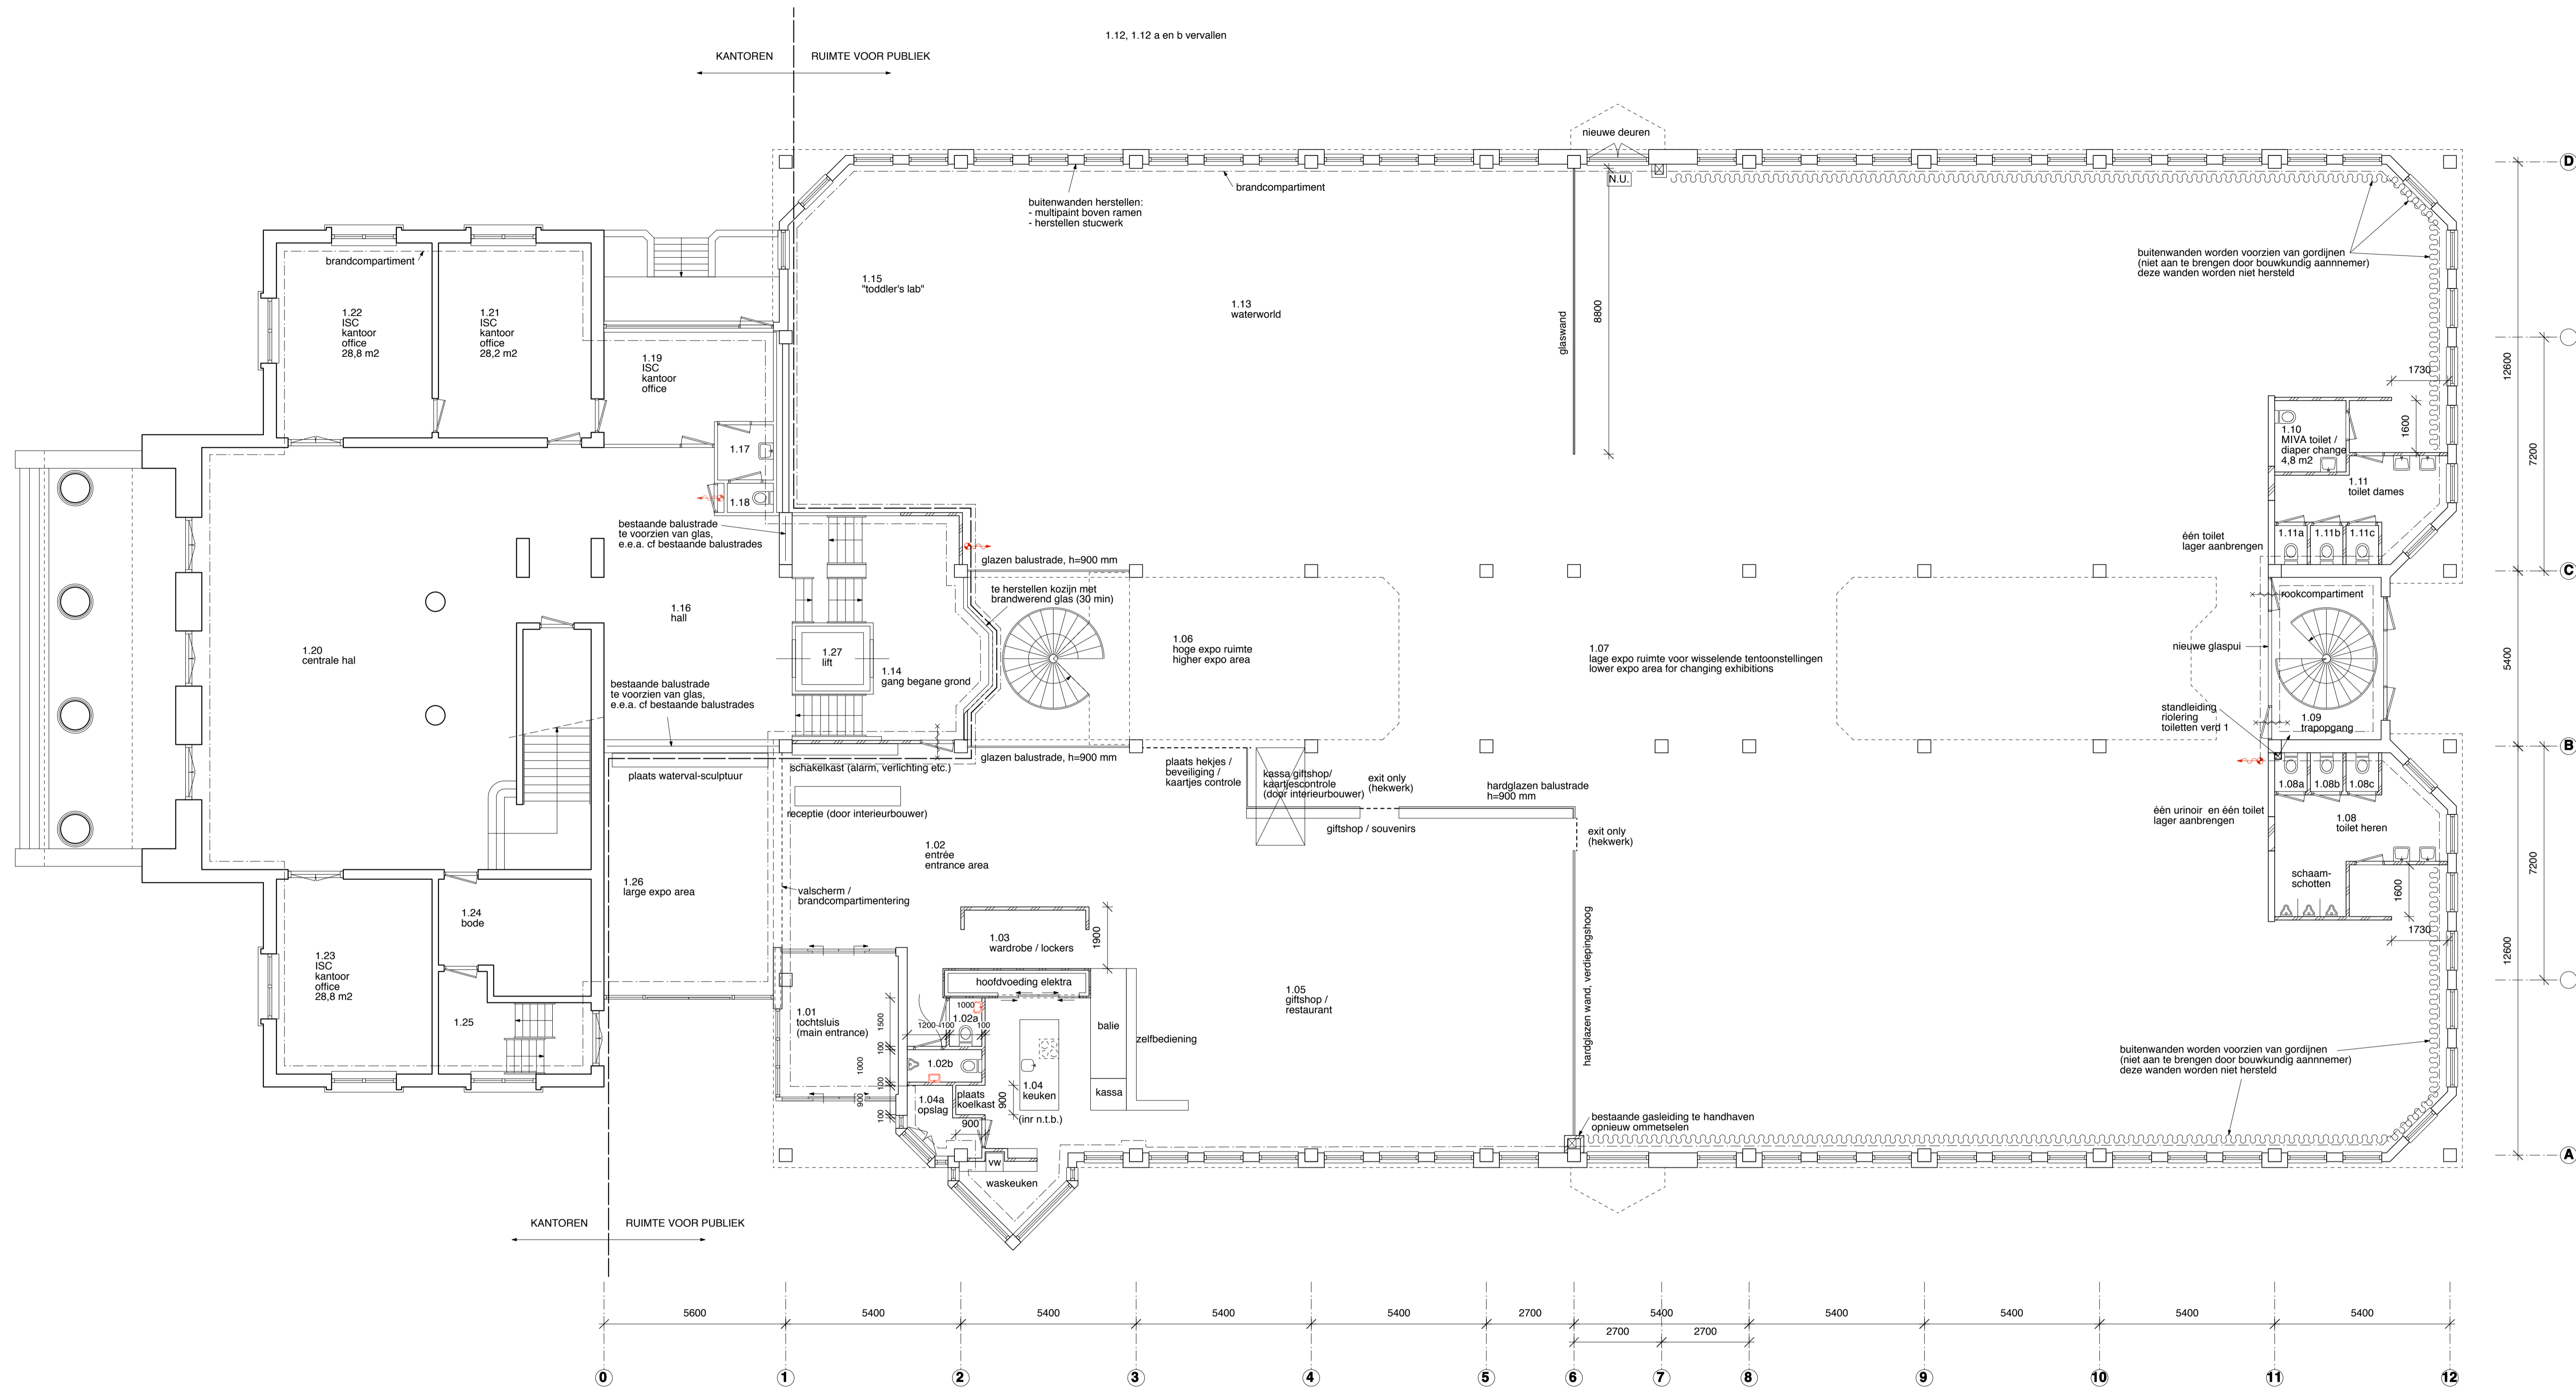 1.12, 1.12 a en b vervallen
KANTOREN
RUIMTE VOOR PUBLIEK
nieuwe deuren
N.U.
brandcompartiment
buitenwanden herstellen:
- multipaint boven ramen
- herstellen stucwerk
buitenwanden worden voorzien van gordijnen
(niet aan te brengen door bouwkundig aannnemer)
deze wanden worden niet hersteld
brandcompartiment
1.22
ISC
kantoor
office
28,8 m2
1.21
ISC
kantoor
office
28,2 m2
1.19
ISC
kantoor
office
1.15
"toddler's lab"
1.13
waterworld
glaswand
8800
1730
1600
12600
7200
D
1.17
1.18
1.10
MIVA toilet /
diaper change
4,8 m2
1.11
toilet dames
1.11a
1.11b
1.11c
één toilet
lager aanbrengen
bestaande balustrade
te voorzien van glas,
e.e.a. cf bestaande balustrades
glazen balustrade, h=900 mm
te herstellen kozijn met
brandwerend glas (30 min)
C
rookcompartiment
1.20
centrale hal
1.16
hall
1.27
lift
1.14
gang begane grond
1.06
hoge expo ruimte
higher expo area
1.07
lage expo ruimte voor wisselende tentoonstellingen
lower expo area for changing exhibitions
nieuwe glaspui
5400
bestaande balustrade
te voorzien van glas,
e.e.a. cf bestaande balustrades
standleiding
riolering
toiletten verd 1
1.09
trapopgang
B
plaats waterval-sculptuur
schakelkast (alarm, verlichting etc.)
glazen balustrade, h=900 mm
plaats hekjes /
beveiliging /
kaartjes controle
kassa giftshop/
kaartjescontrole
(door interieurbouwer)
exit only
(hekwerk)
hardglazen balustrade
h=900 mm
1.08a
1.08b
1.08c
receptie (door interieurbouwer)
giftshop / souvenirs
exit only
(hekwerk)
één urinoir en één toilet
lager aanbrengen
1.08
toilet heren
1.02
entrée
entrance area
1.26
large expo area
valscherm /
brandcompartimentering
schaam-
schotten
1600
1730
7200
12600
1.24
bode
1.23
ISC
kantoor
office
28,8 m2
1.25
1.03
wardrobe / lockers
1900
hardglazen wand, verdiepingshoog
hoofdvoeding elektra
1.01
tochtsluis
(main entrance)
1.05
giftshop /
restaurant
1000
1.02a
1200
100
100
1500
100
1000
100
900
100
1.02b
balie
zelfbediening
1.04
keuken
kassa
(inr n.t.b.)
1.04a
opslag
plaats
koelkast
900
900
buitenwanden worden voorzien van gordijnen
(niet aan te brengen door bouwkundig aannnemer)
deze wanden worden niet hersteld
bestaande gasleiding te handhaven
opnieuw ommetselen
vw
waskeuken
A
KANTOREN
RUIMTE VOOR PUBLIEK
5600
5400
5400
5400
5400
2700
5400
5400
5400
5400
5400
2700
2700
0
1
2
3
4
5
6
7
8
9
10
11
12